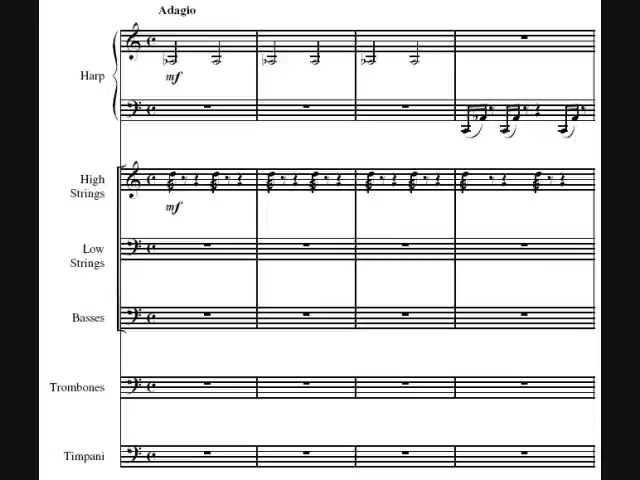 Adagio
Harp
mf
High
Strings
mf
Low
Strings
Basses
Trombones
Timpani